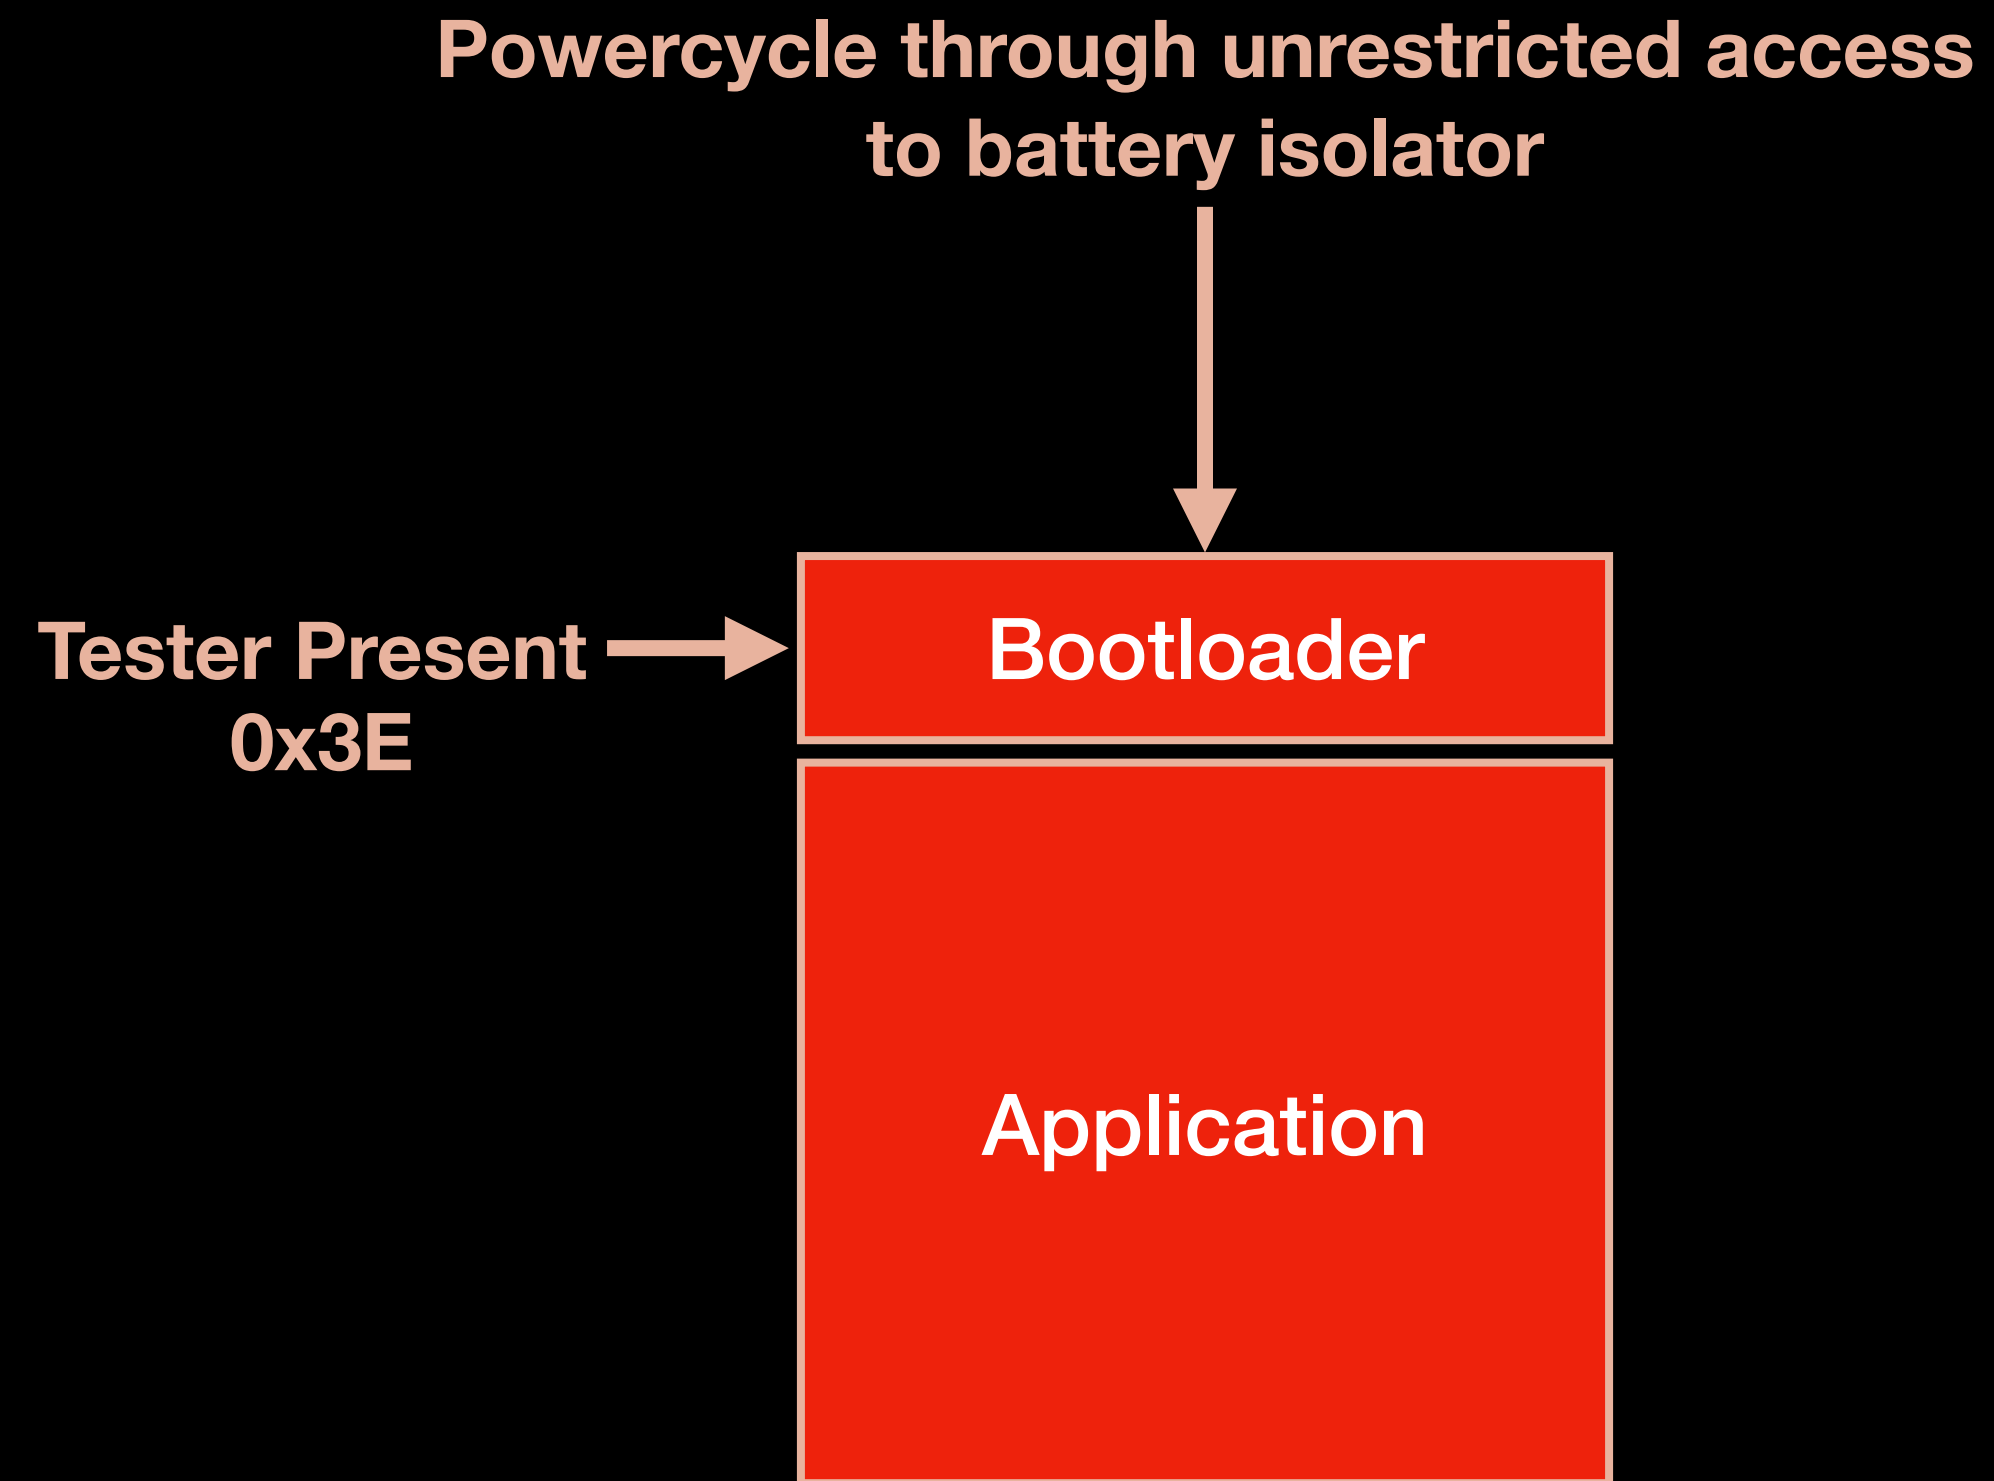 Powercycle through unrestricted access
to battery isolator
Tester Present
0x3E
Bootloader
Application